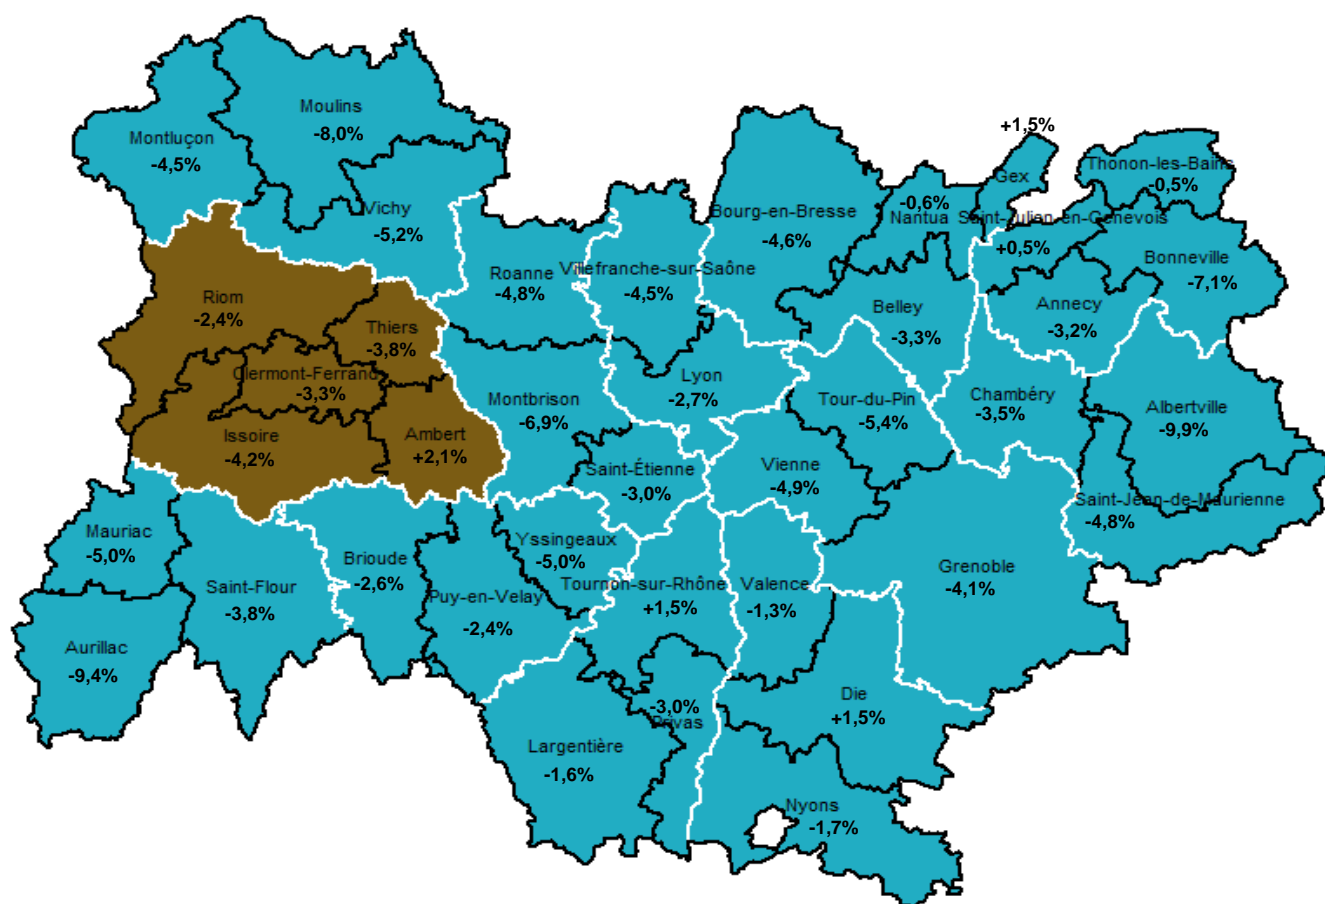 Moulins
-8,0%
Montluçon
-4,5%
Vichy
-5,2%
Roanne
-4,8%
Villefranche-sur-Saône
-4,5%
Bourg-en-Bresse
-4,6%
-0,6%
Nantua
+1,5%
Gex
Thonon-les-Bains
-0,5%
Saint-Julien-en-Genevois
+0,5%
Bonneville
-7,1%
Annecy
-3,2%
Belley
-3,3%
Riom
-2,4%
Thiers
-3,8%
Clermont-Ferrand
-3,3%
Issoire
-4,2%
Ambert
+2,1%
Montbrison
-6,9%
Lyon
-2,7%
Tour-du-Pin
-5,4%
Chambéry
-3,5%
Albertville
-9,9%
Saint-Étienne
-3,0%
Vienne
-4,9%
Saint-Jean-de-Maurienne
-4,8%
Mauriac
-5,0%
Saint-Flour
-3,8%
Brioude
-2,6%
Yssingeaux
-5,0%
Puy-en-Velay
-2,4%
Tournon-sur-Rhône
+1,5%
Valence
-1,3%
Grenoble
-4,1%
Aurillac
-9,4%
-3,0%
Privas
Die
+1,5%
Largentière
-1,6%
Nyons
-1,7%